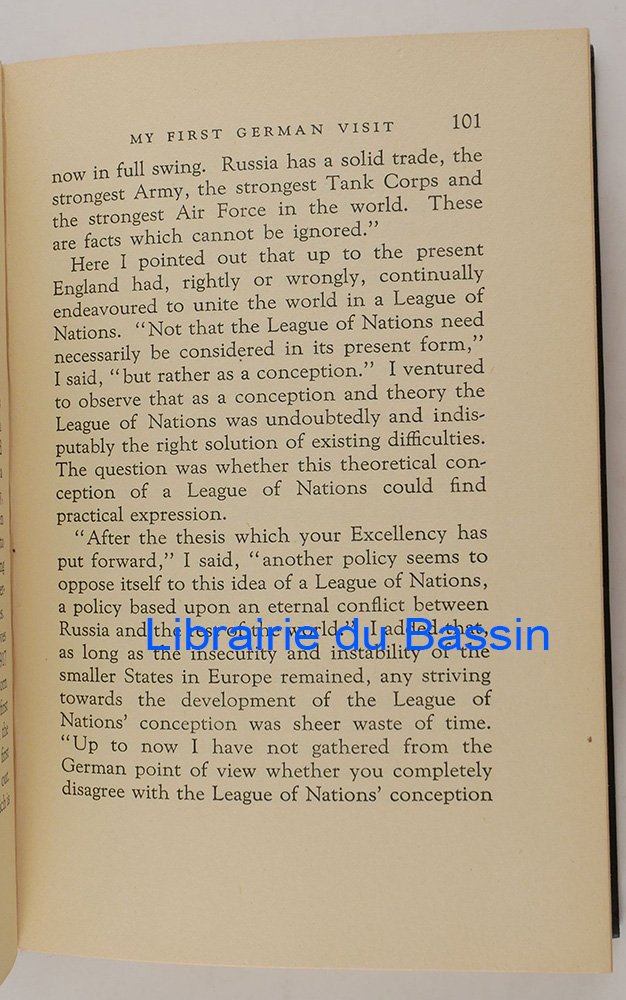 MY FIRST GERMAN VISIT 101
now in full swing. Russia has a solid trade, the
strongest Army, the strongest Tank Corps and
the strongest Air Force in the world. These
are facts which cannot be ignored.”
Here I pointed out that up to the present
England had, rightly or wrongly, continually
endeavoured to unite the world in a League of
Nations. “Not that the League of Nations need
necessarily be considered in its present form,”
I said, “but rather as a conception.” I ventured
to observe that as a conception and theory the
League of Nations was undoubtedly and indis-
putably the right solution of existing difficulties.
The question was whether this theoretical con-
ception of a League of Nations could find
practical expression.
“After the thesis which your Excellency has
put forward,” I said, “another policy seems to
oppose itself to this idea of a League of Nations,
a policy based upon an eternal conflict between
Russia and the rest of the world.” I added that,
as long as the insecurity and instability of the
smaller States in Europe remained, any striving
towards the development of the League of
Nations’ conception was sheer waste of time.
“Up to now I have not gathered from the
German point of view whether you completely
disagree with the League of Nations’ conception
Librairie du Bassin